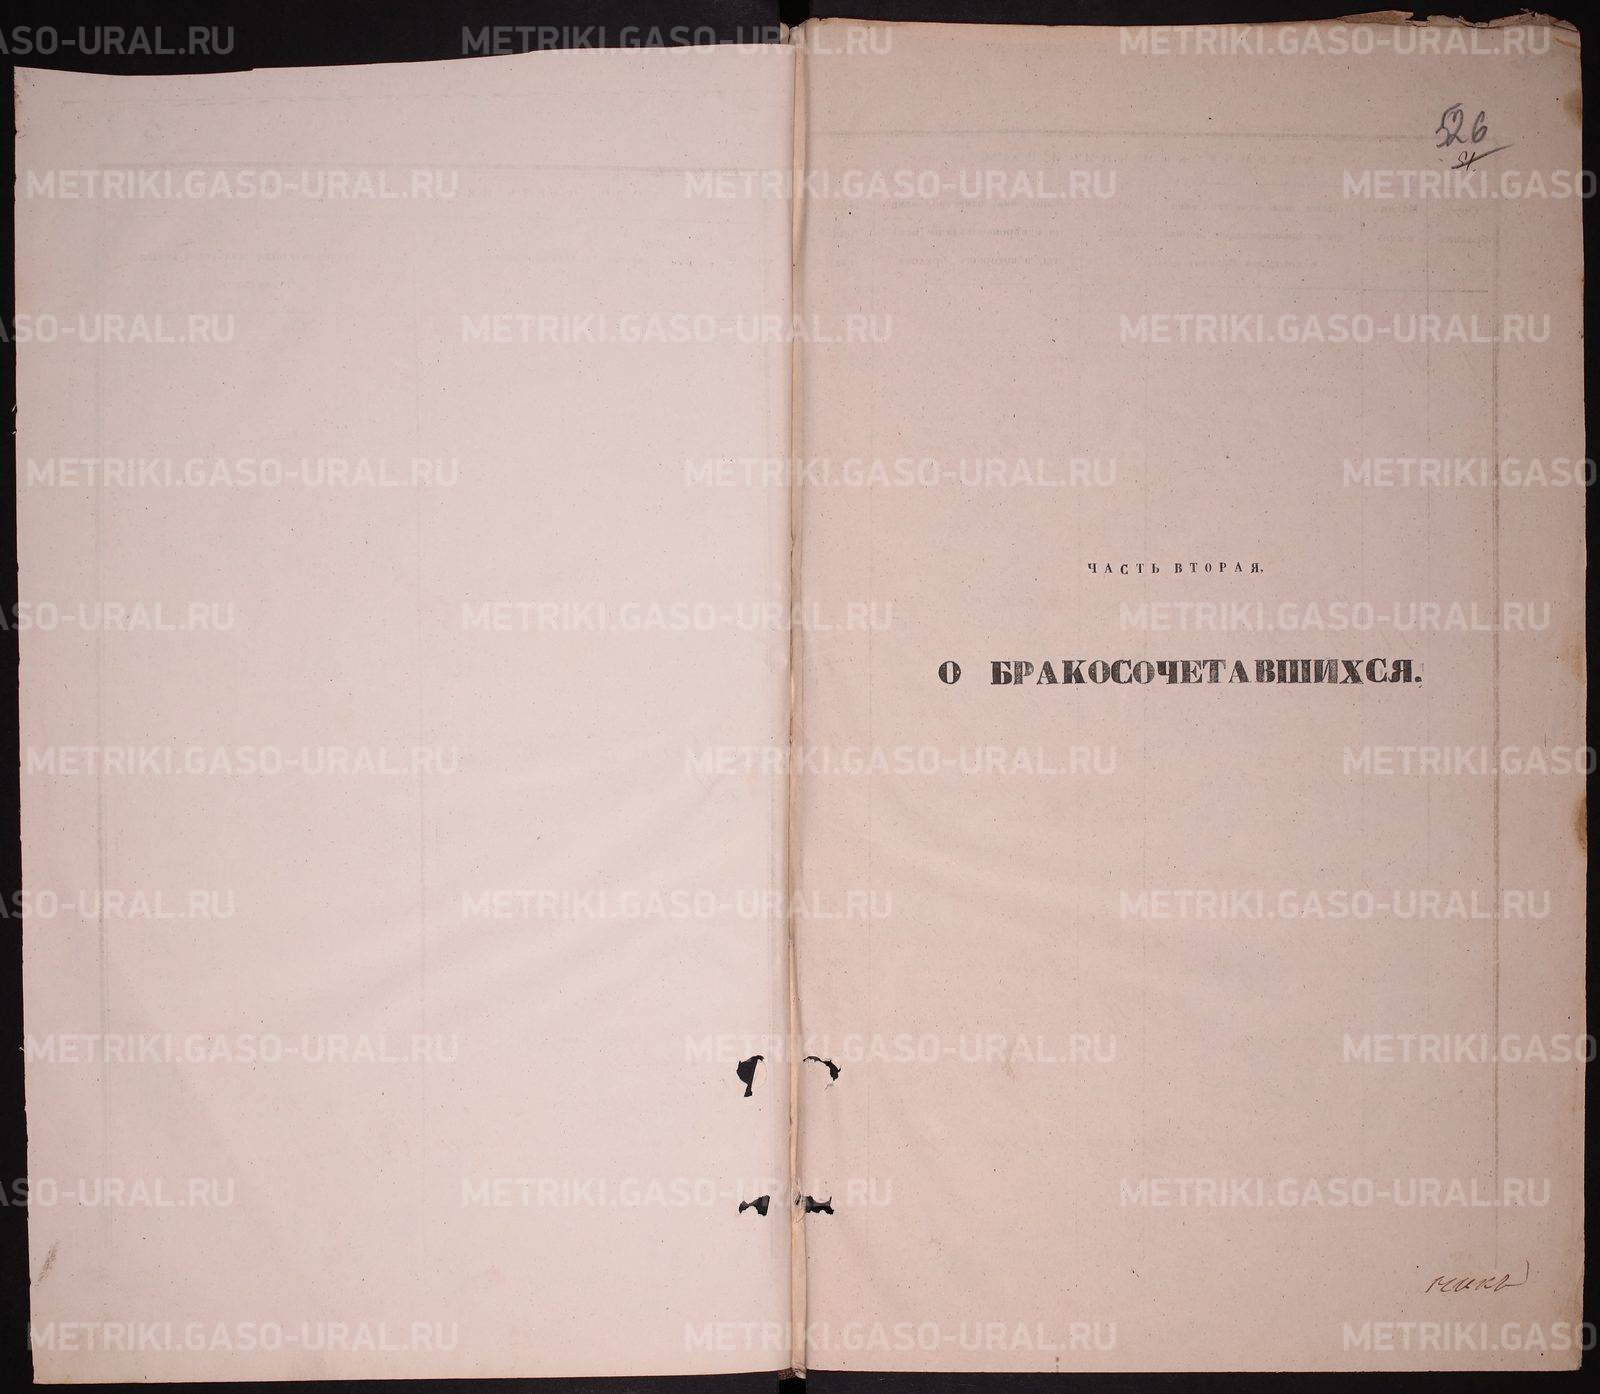 526
ЧАСТЬ ВТОРАЯ,
О БРАКОСОЧЕТАВШИХСЯ.
METRIKI.GASO-URAL.RU